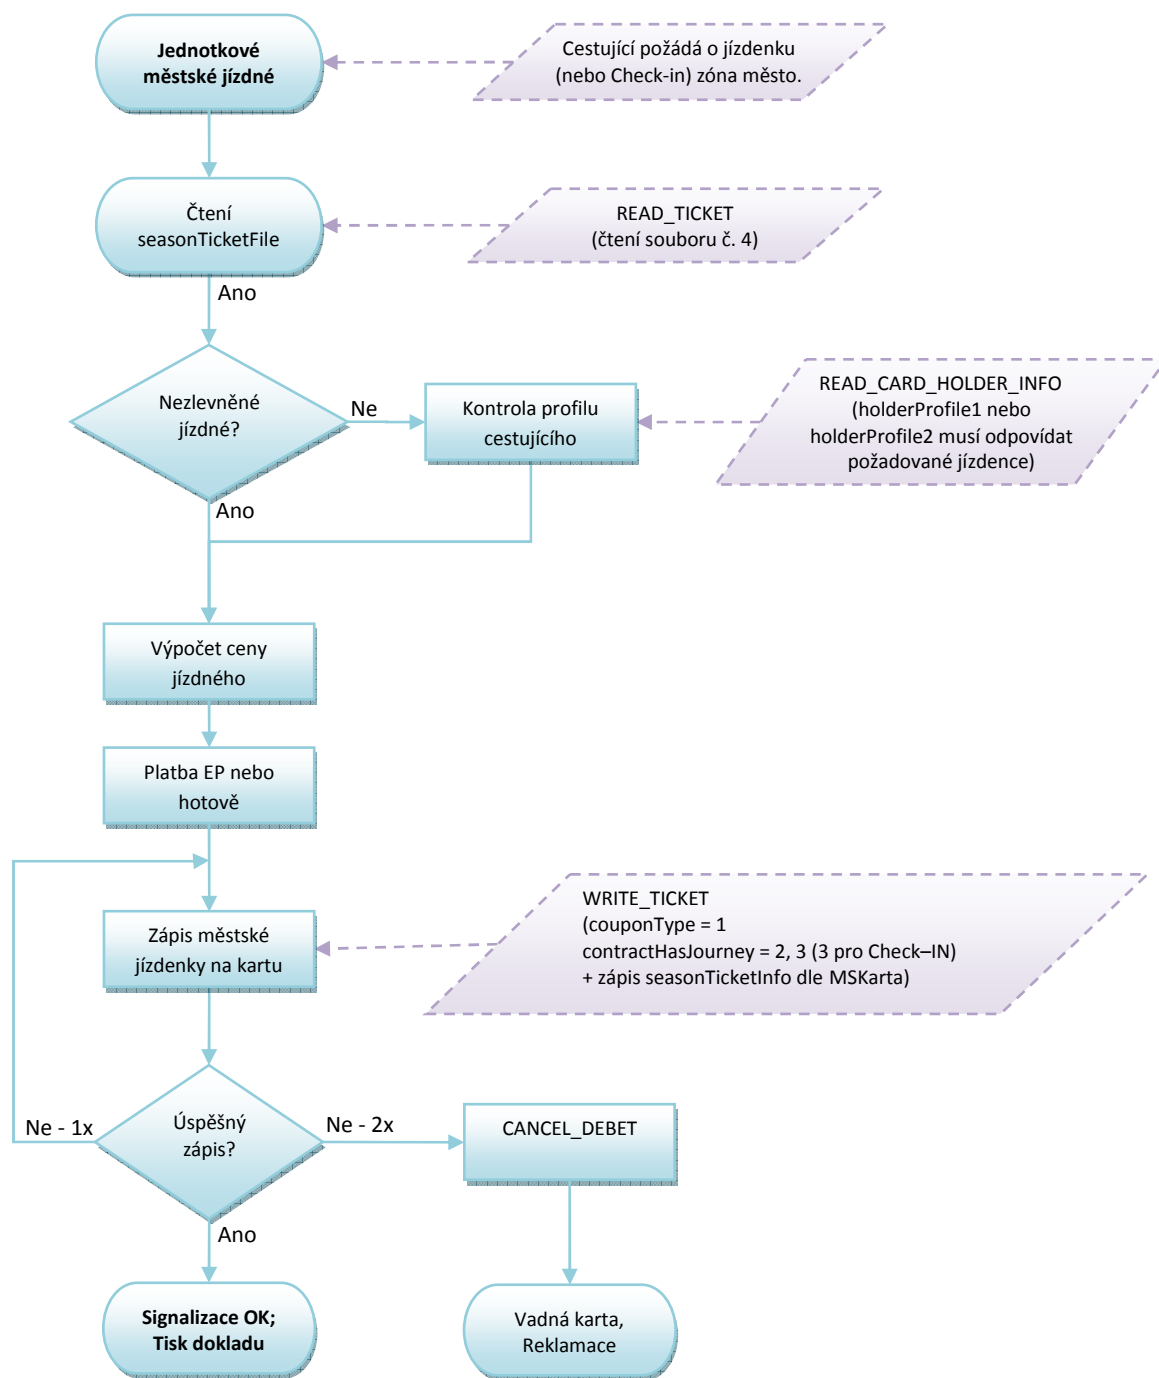 Jednotkové
městské jízdné
Cestující požádá o jízdenku
(nebo Check-in) zóna město.
Čtení
seasonTicketFile
READ_TICKET
(čtení souboru č. 4)
Ano
Nezlevněné
jízdné?
Ne
Kontrola profilu
cestujícího
READ_CARD_HOLDER_INFO
(holderProfile1 nebo
holderProfile2 musí odpovídat
požadované jízdence)
Ano
Výpočet ceny
jízdného
Platba EP nebo
hotově
Zápis městské
jízdenky na kartu
WRITE_TICKET
(couponType = 1
contractHasJourney = 2, 3 (3 pro Check–IN)
+ zápis seasonTicketInfo dle MSKarta)
Ne - 1x
Úspěšný
zápis?
Ne - 2x
CANCEL_DEBET
Ano
Signalizace OK;
Tisk dokladu
Vadná karta,
Reklamace